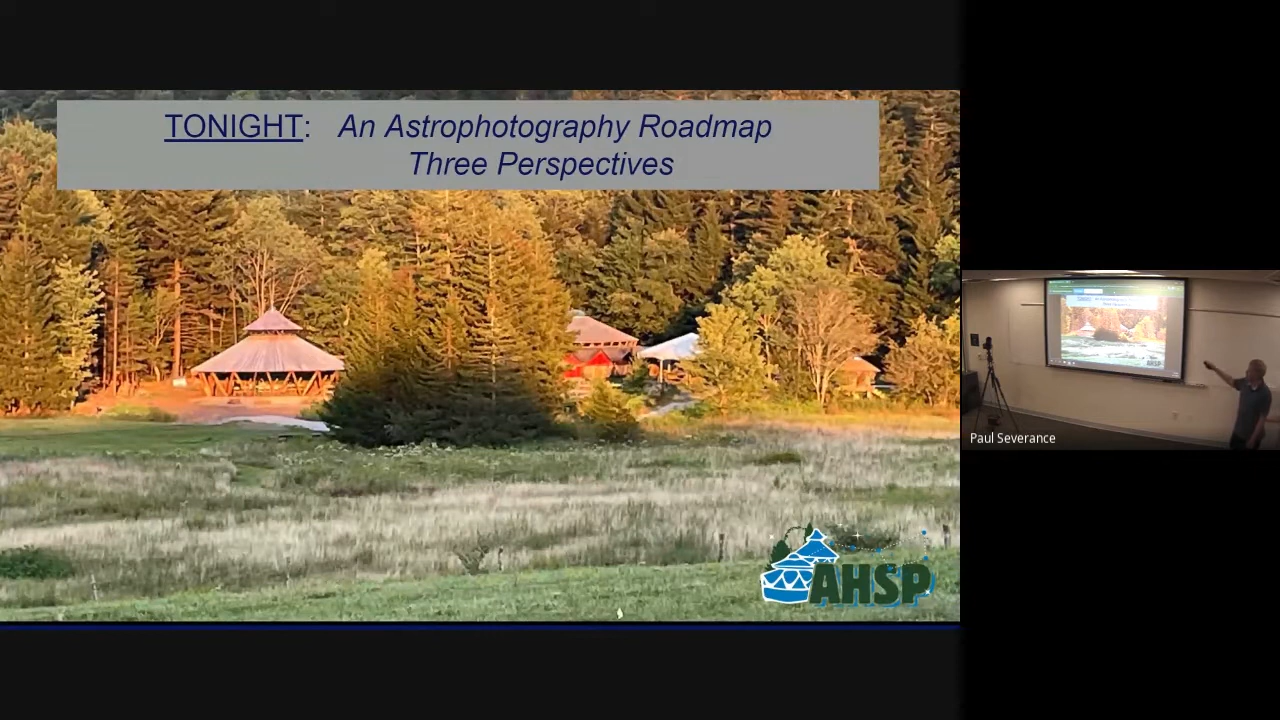 TONIGHT: An Astrophotography Roadmap
Three Perspectives
AHSP
Paul Severance